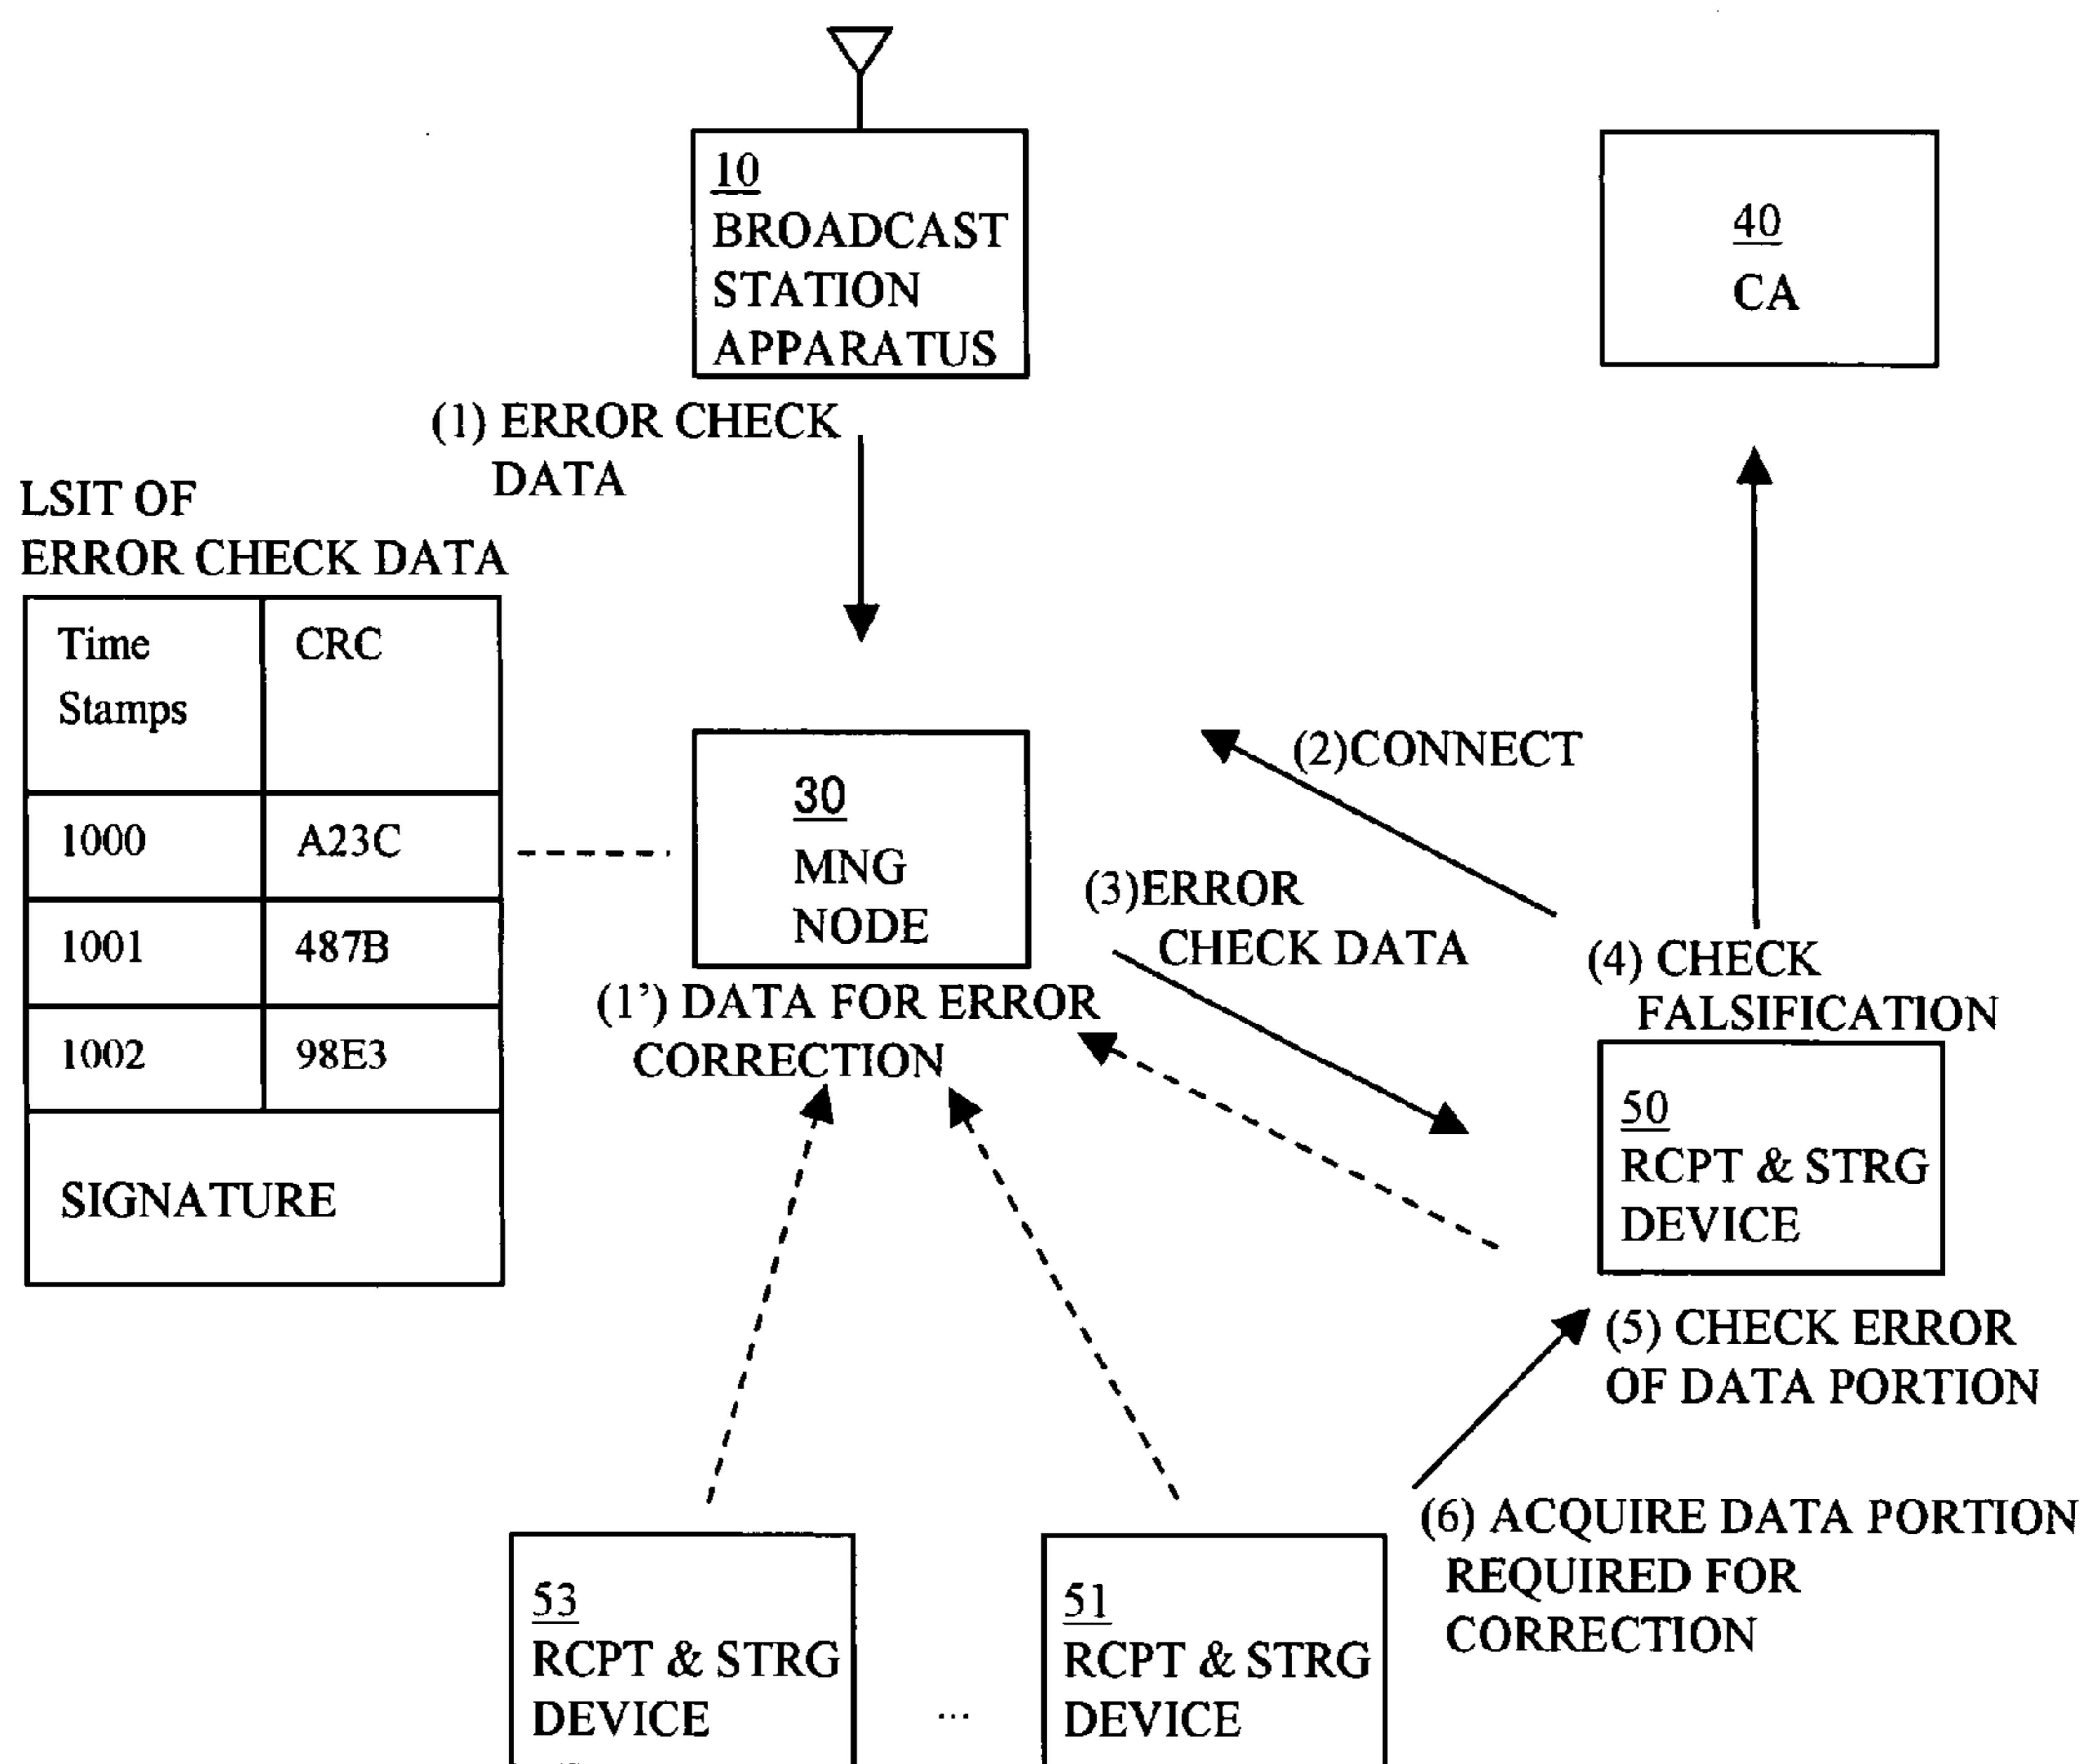 10
BROADCAST
STATION
APPARATUS
40
CA
(1) ERROR CHECK
DATA
LSIT OF
ERROR CHECK DATA
Time
Stamps
CRC
1000
A23C
1001
487B
1002
98E3
SIGNATURE
30
MNG
NODE
(2)CONNECT
(3)ERROR
CHECK DATA
(4) CHECK
FALSIFICATION
(1’) DATA FOR ERROR
CORRECTION
50
RCPT & STRG
DEVICE
(5) CHECK ERROR
OF DATA PORTION
(6) ACQUIRE DATA PORTION
REQUIRED FOR
CORRECTION
53
RCPT & STRG
DEVICE
...
51
RCPT & STRG
DEVICE